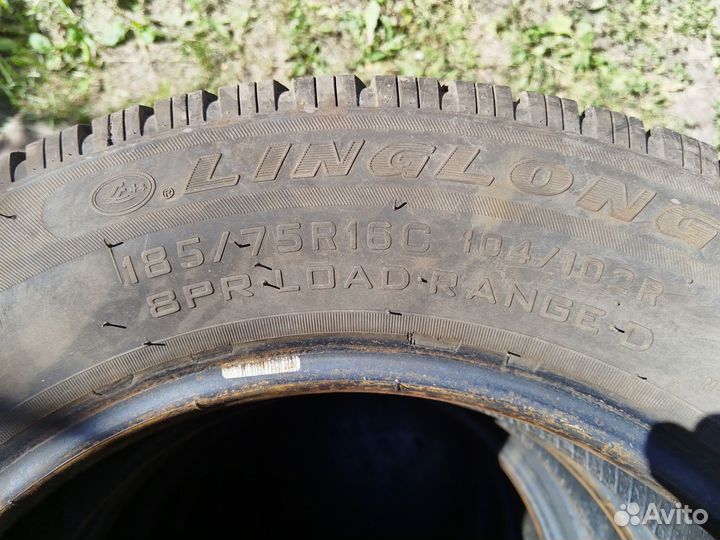 ® LINGLONG
185/75R16C 104/102R
8PR LOAD RANGE D
Avito